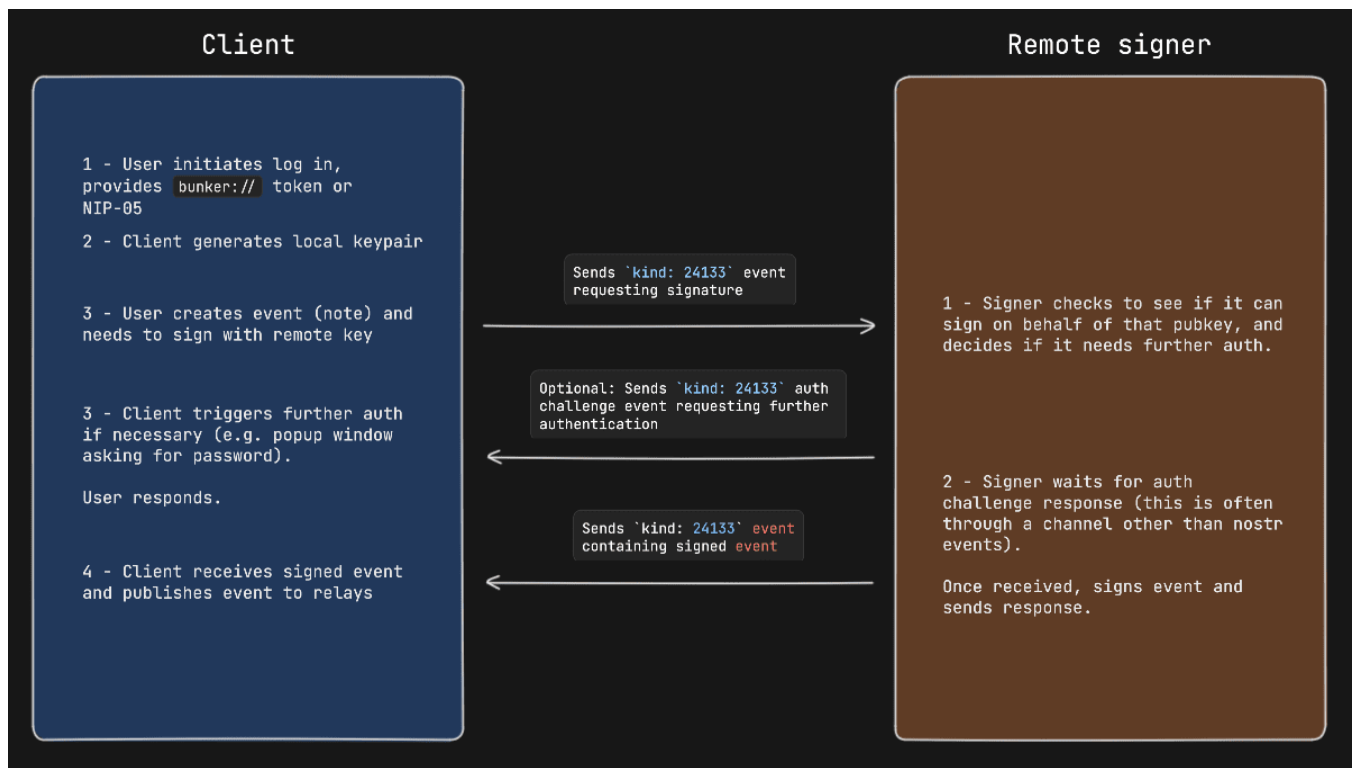 Client
Remote signer
1 - User initiates log in,
provides bunker:// token or
NIP-05
2 - Client generates local keypair
3 - User creates event (note) and
needs to sign with remote key
3 - Client triggers further auth
if necessary (e.g. popup window
asking for password).
User responds.
4 - Client receives signed event
and publishes event to relays
Sends `kind: 24133` event
requesting signature
Optional: Sends `kind: 24133` auth
challenge event requesting further
authentication
Sends `kind: 24133` event
containing signed event
1 - Signer checks to see if it can
sign on behalf of that pubkey, and
decides if it needs further auth.
2 - Signer waits for auth
challenge response (this is often
through a channel other than nostr
events).
Once received, signs event and
sends response.